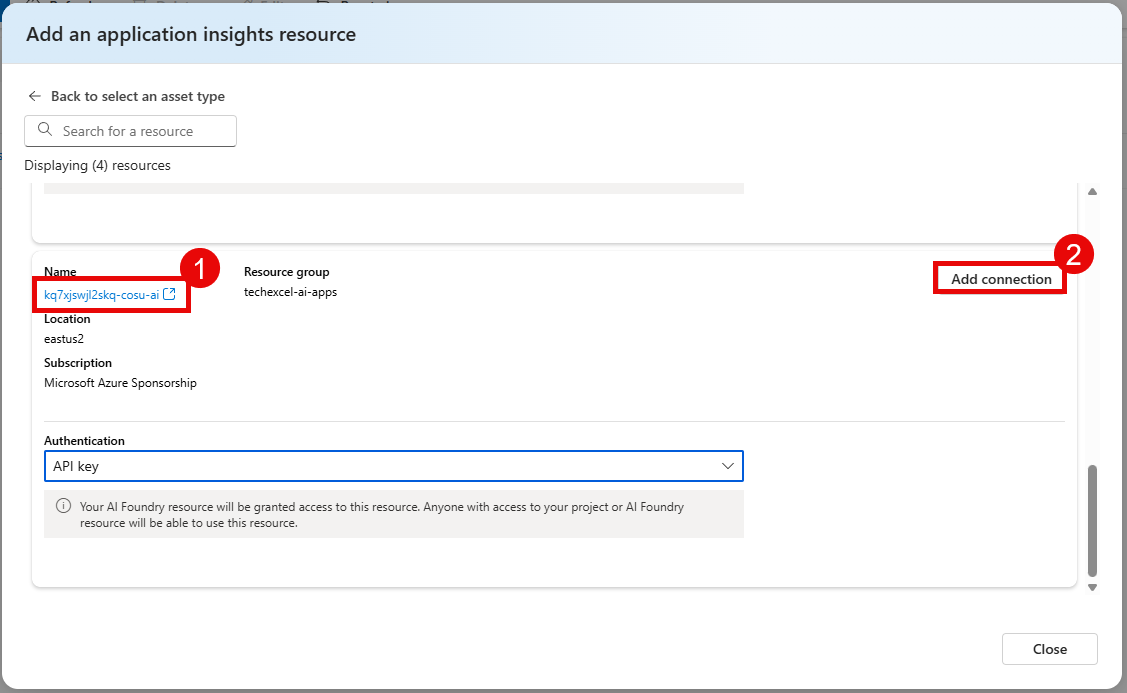 Add an application insights resource
Back to select an asset type
Search for a resource
Displaying (4) resources
Name
1
Resource group
2
kq7xjswjl2skq-cosu-ai
techexcel-ai-apps
Add connection
Location
eastus2
Subscription
Microsoft Azure Sponsorship
Authentication
API key
Your AI Foundry resource will be granted access to this resource. Anyone with access to your project or AI Foundry
resource will be able to use this resource.
Close